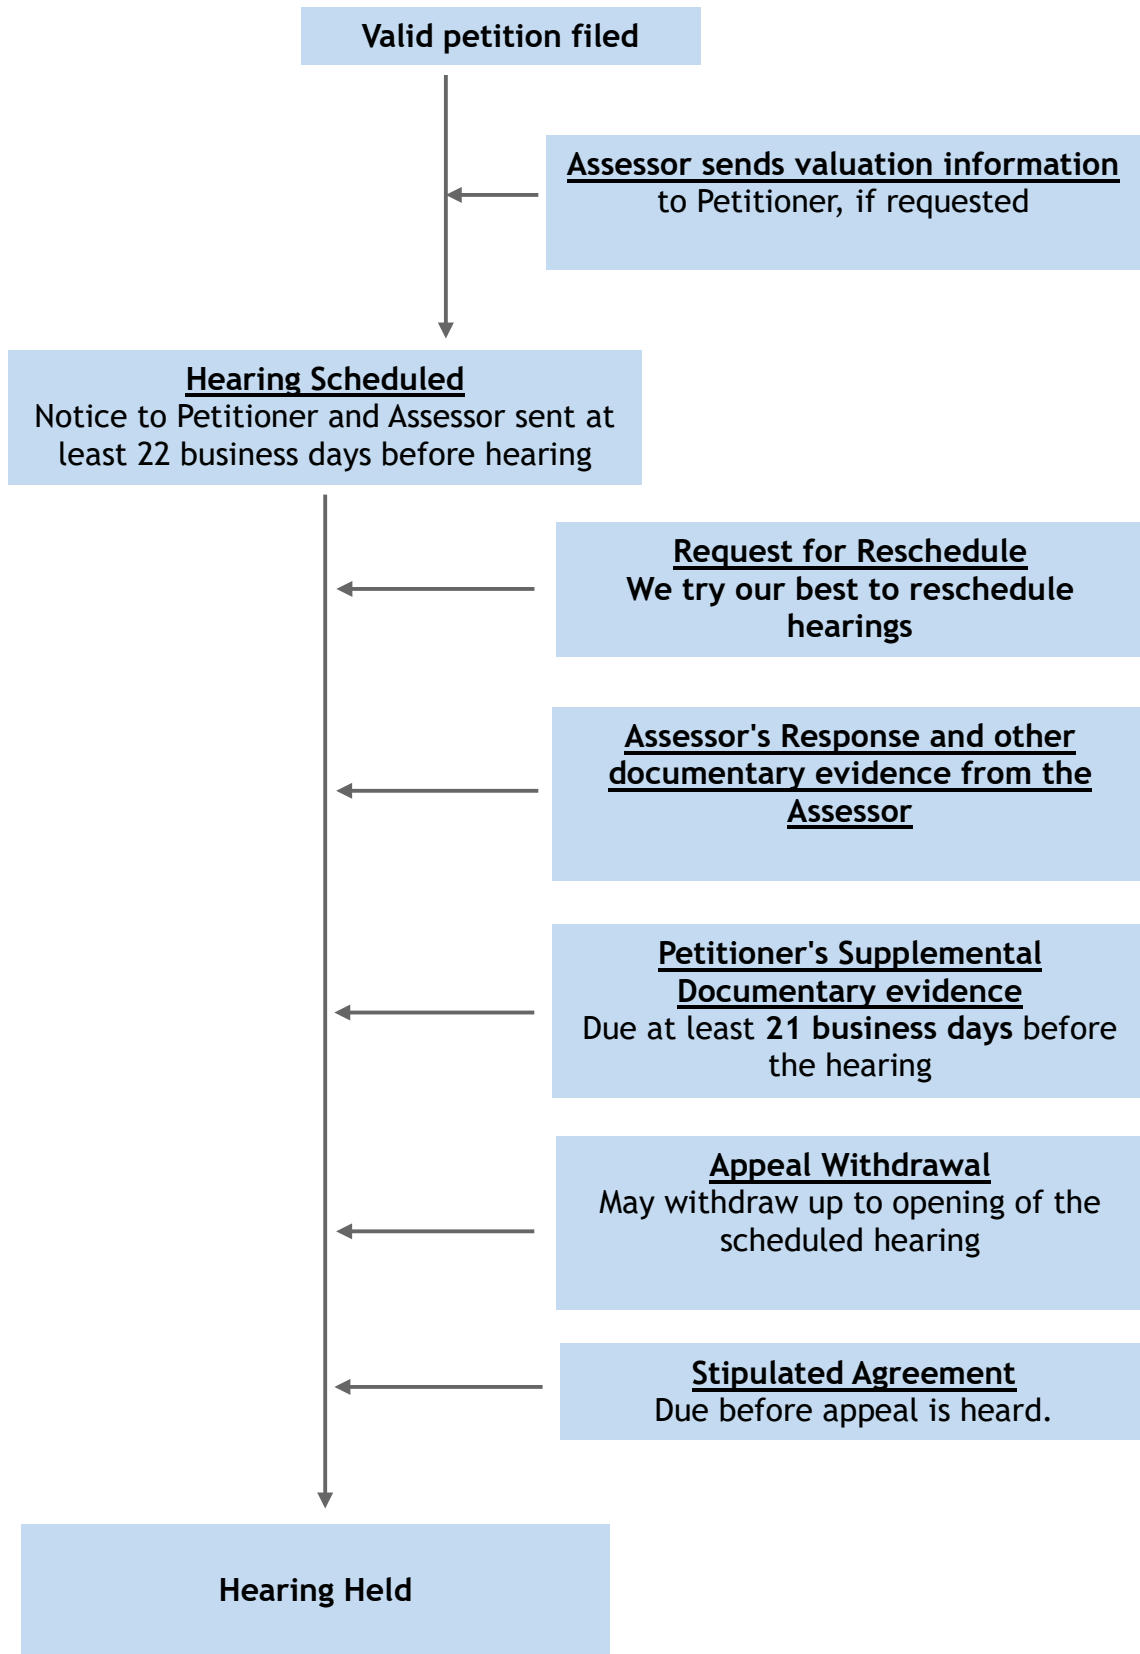 Valid petition filed
Assessor sends valuation information
to Petitioner, if requested
Hearing Scheduled
Notice to Petitioner and Assessor sent at
least 22 business days before hearing
Request for Reschedule
We try our best to reschedule
hearings
Assessor's Response and other
documentary evidence from the
Assessor
Petitioner's Supplemental
Documentary evidence
Due at least 21 business days before
the hearing
Appeal Withdrawal
May withdraw up to opening of the
scheduled hearing
Stipulated Agreement
Due before appeal is heard.
Hearing Held